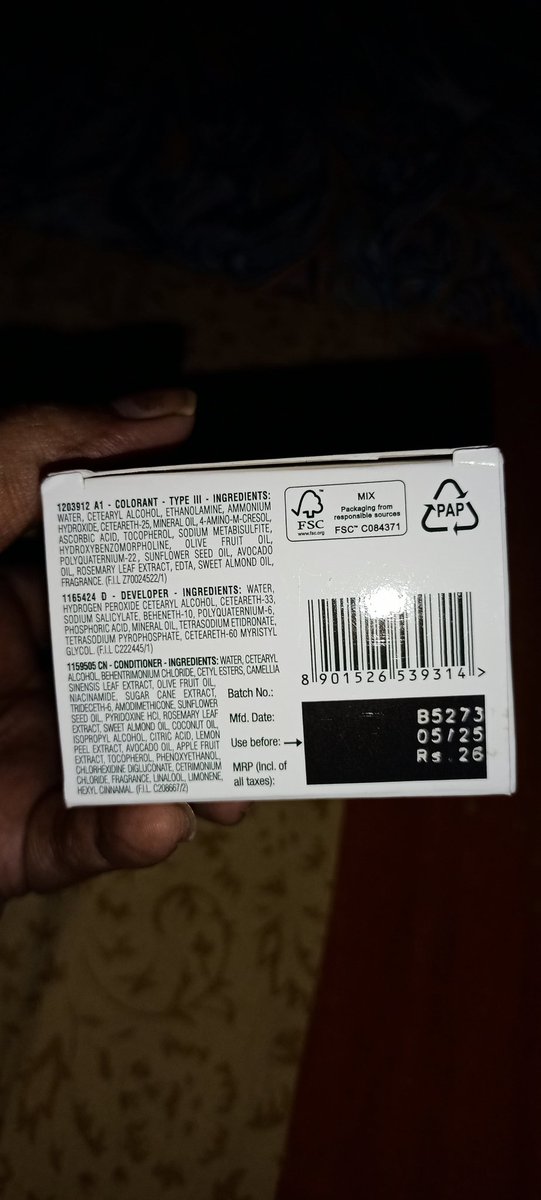 1203912 A1 - COLORANT - TYPE III - INGREDIENTS:
WATER, CETEARYL ALCOHOL, ETHANOLAMINE, AMMONIUM
HYDROXIDE, CETEARETH-25, MINERAL OIL, 4-AMINO-M-CRESOL,
ASCORBIC ACID, TOCOPHEROL, SODIUM METABISULFITE,
HYDROXYBENZOMORPHOLINE, OLIVE FRUIT OIL,
POLYQUATERNIUM-22, SUNFLOWER SEED OIL, AVOCADO
OIL, ROSEMARY LEAF EXTRACT, EDTA, SWEET ALMOND OIL,
FRAGRANCE. (F.I.L Z70024522/1)
1165424 D - DEVELOPER - INGREDIENTS: WATER,
HYDROGEN PEROXIDE CETEARYL ALCOHOL, CETEARETH-33,
SODIUM SALICYLATE, BEHENETH-10, POLYQUATERNIUM-6,
PHOSPHORIC ACID, MINERAL OIL, TETRASODIUM ETIDRONATE,
TETRASODIUM PYROPHOSPHATE, CETEARETH-60 MYRISTYL
GLYCOL. (F.I.L C222445/1)
1159505 CN - CONDITIONER - INGREDIENTS: WATER, CETEARYL
ALCOHOL, BEHENTRIMONIUM CHLORIDE, CETYL ESTERS, CAMELLIA
SINENSIS LEAF EXTRACT, OLIVE FRUIT OIL,
NIACINAMIDE, SUGAR CANE EXTRACT,
TRIDECETH-6, AMODIMETHICONE, SUNFLOWER
SEED OIL, PYRIDOXINE HCI, ROSEMARY LEAF
EXTRACT, SWEET ALMOND OIL, COCONUT OIL,
ISOPROPYL ALCOHOL, CITRIC ACID, LEMON
PEEL EXTRACT, AVOCADO OIL, APPLE FRUIT
EXTRACT, TOCOPHEROL, PHENOXYETHANOL,
CHLORHEXIDINE DIGLUCONATE, CETRIMONIUM
CHLORIDE, FRAGRANCE, LINALOOL, LIMONENE,
HEXYL CINNAMAL. (F.I.L C208667/2)
FSC
www.fsc.org
MIX
Packaging from
responsible sources
FSC™ C084371
PAP
8 901526 539314 >
Batch No.:
Mfd. Date:
Use before:
MRP (Incl. of
all taxes):
B5273
05/25
Rs. 26